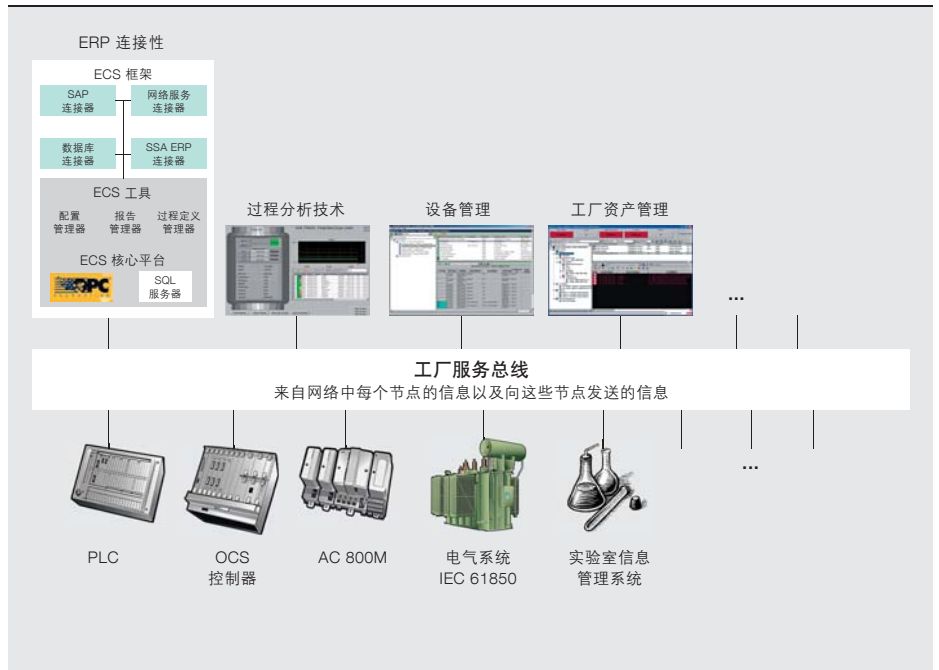 ERP 连接性
ECS 框架
SAP
连接器
网络服务
连接器
数据库
连接器
SSA ERP
连接器
ECS 工具
配置
管理器
报告
管理器
过程定义
管理器
ECS 核心平台
OPC
SQL
服务器
过程分析技术
设备管理
工厂资产管理
...
工厂服务总线
来自网络中每个节点的信息以及向这些节点发送的信息
...
PLC
OCS
控制器
AC 800M
电气系统
IEC 61850
实验室信息
管理系统